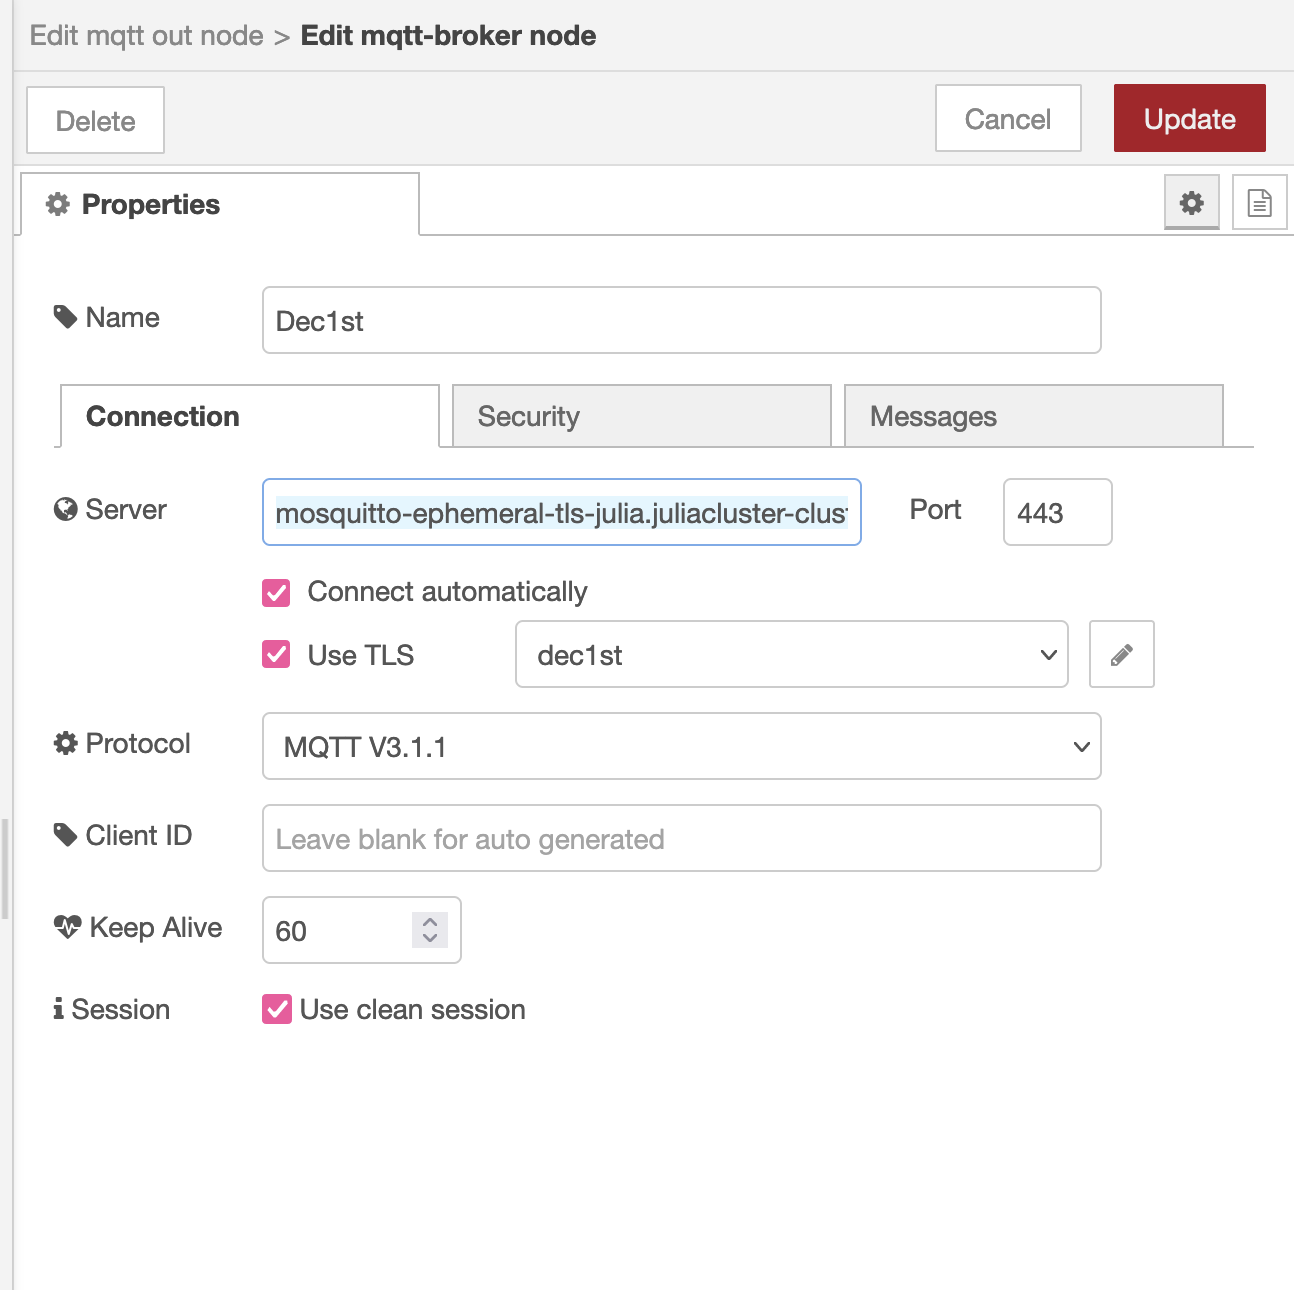 Edit mqtt out node > Edit mqtt-broker node
Delete
Cancel
Update
Properties
Name
Dec1st
Connection
Security
Messages
Server
mosquitto-ephemeral-tls-julia.juliacluster-clus
Port
443
Connect automatically
Use TLS
dec1st
Protocol
MQTT V3.1.1
Client ID
Leave blank for auto generated
Keep Alive
60
Session
Use clean session